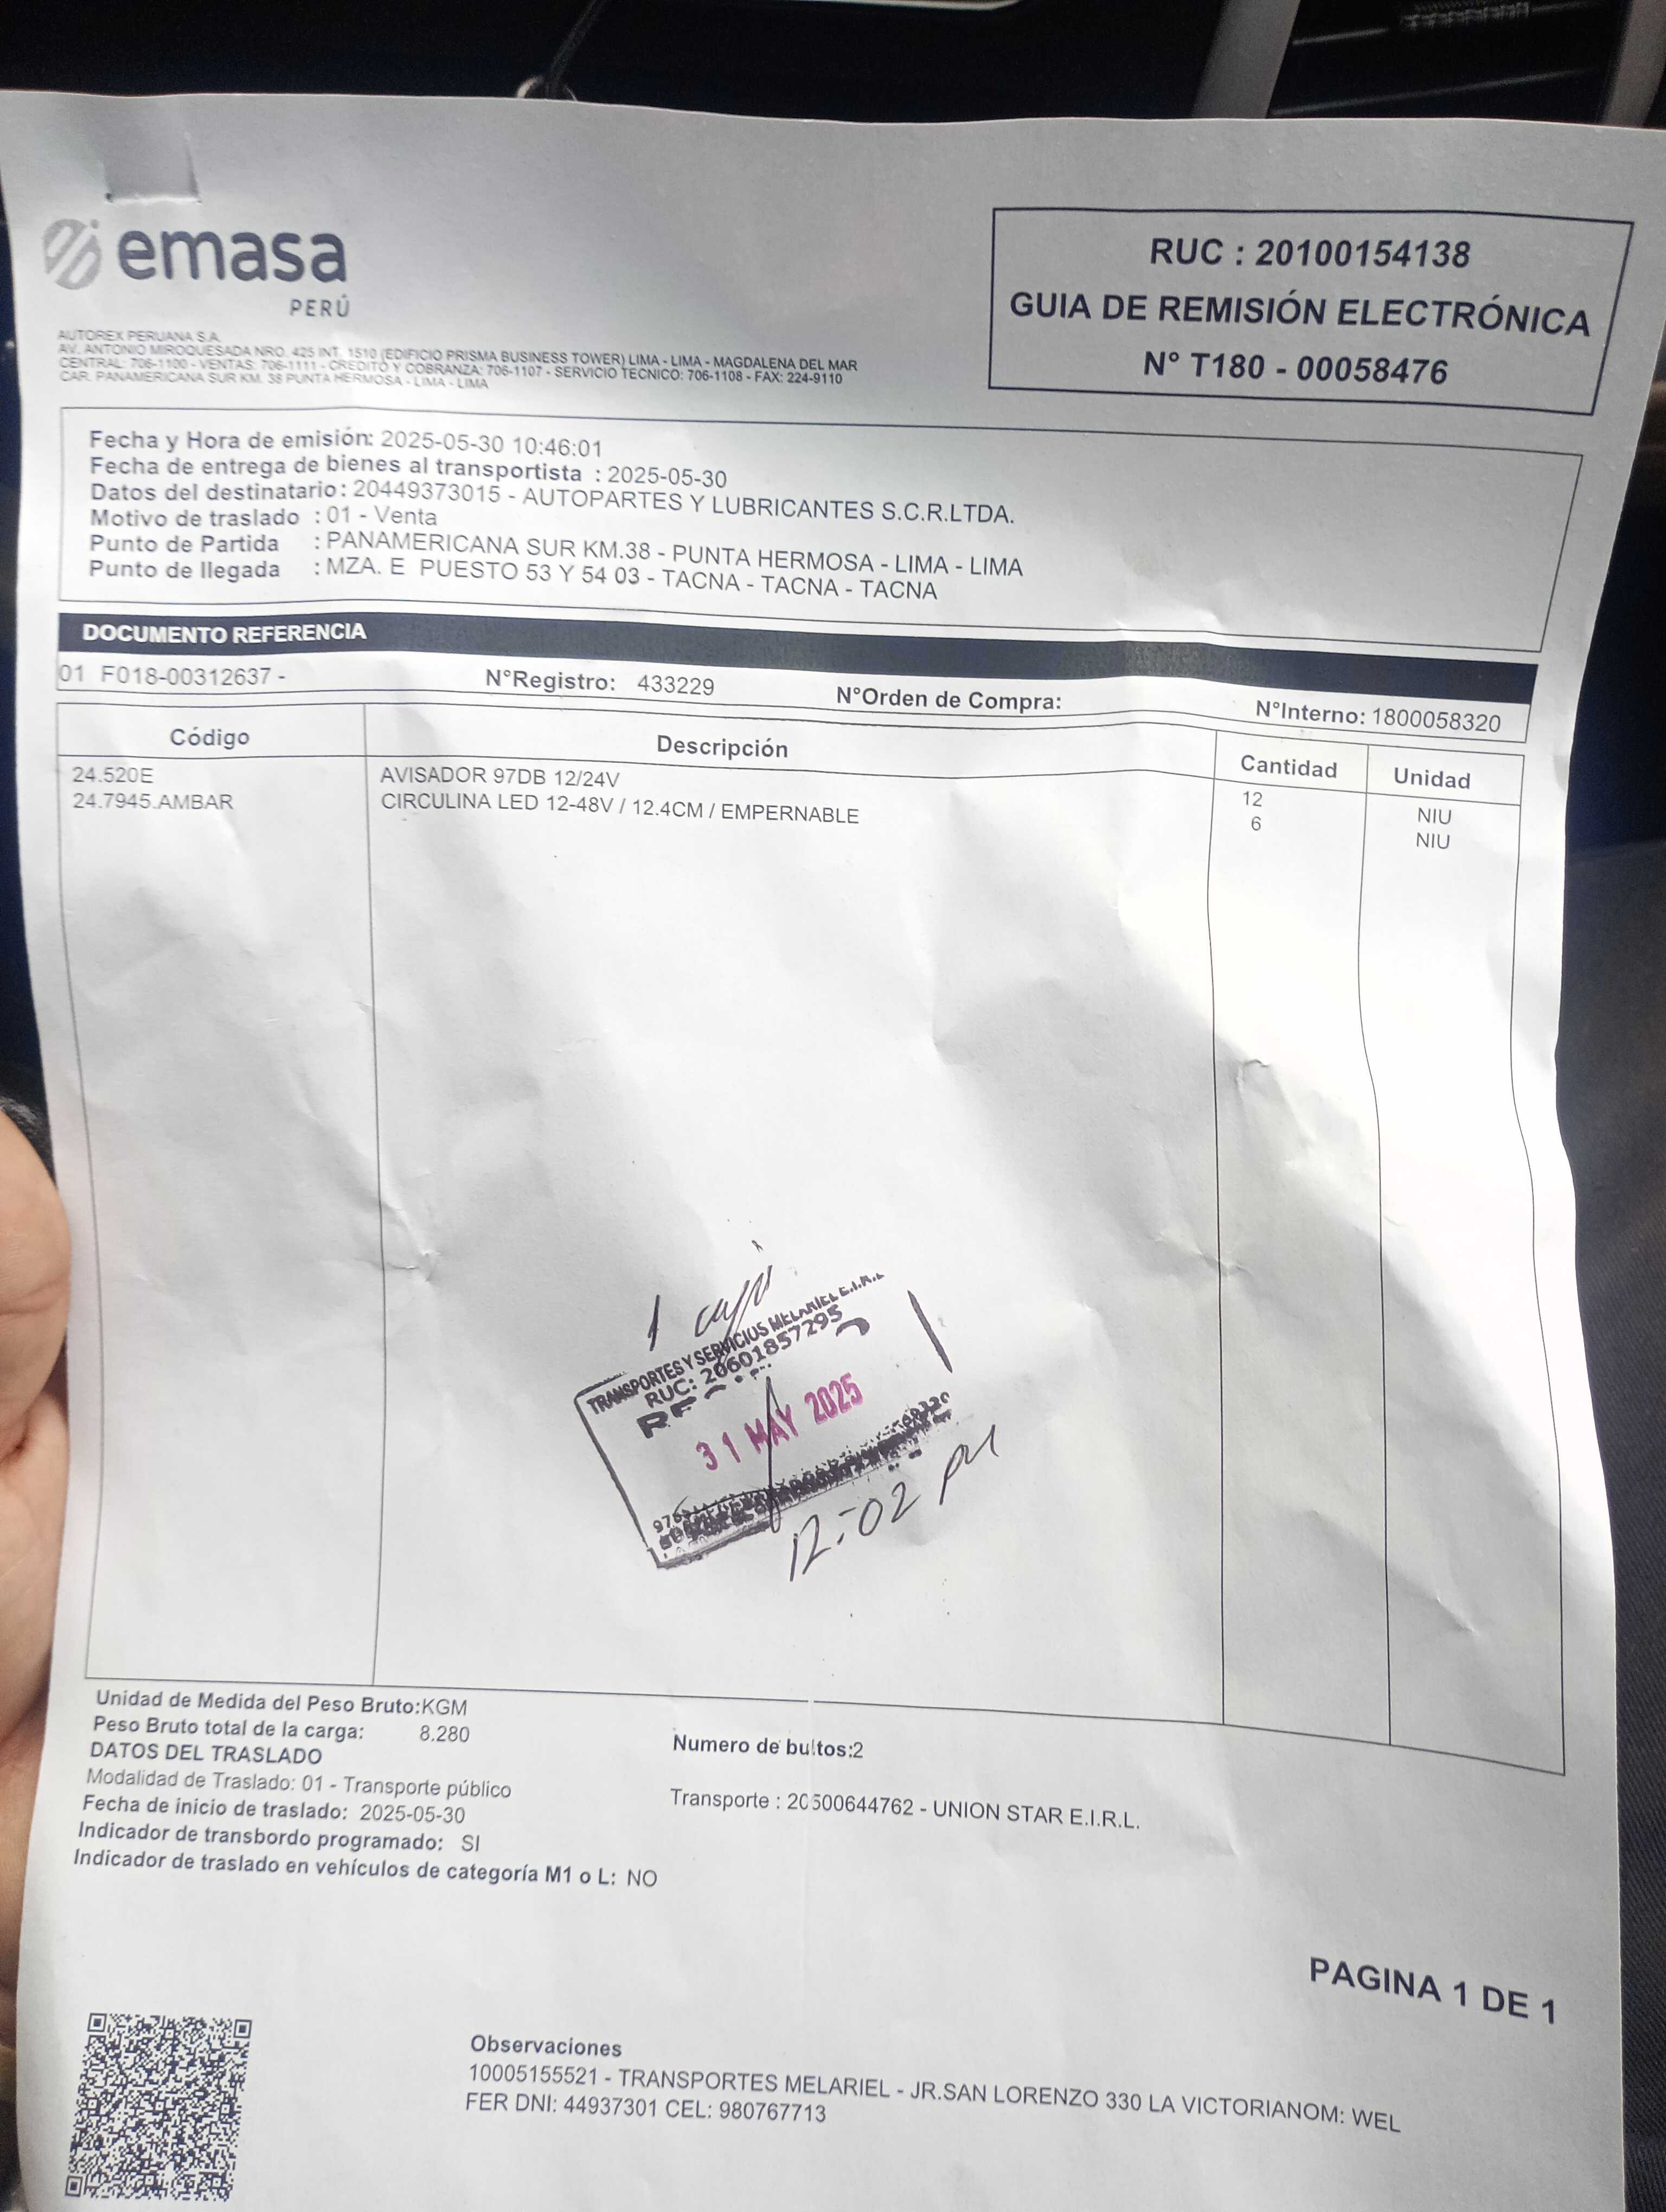 emasa
PERÚ
RUC : 20100154138
GUIA DE REMISIÓN ELECTRÓNICA
N° T180 - 00058476
AUTOREX PERUANA S.A.
AV. ANTONIO MIROQUESADA NRO. 425 INT. 1510 (EDIFICIO PRISMA BUSINESS TOWER) LIMA - LIMA - MAGDALENA DEL MAR
CENTRAL: 706-1100 - VENTAS: 706-1111 - CREDITO Y COBRANZA: 706-1107 - SERVICIO TECNICO: 706-1108 - FAX: 224-9110
CAR. PANAMERICANA SUR KM. 38 PUNTA HERMOSA - LIMA - LIMA
Fecha y Hora de emisión: 2025-05-30 10:46:01
Fecha de entrega de bienes al transportista : 2025-05-30
Datos del destinatario: 20449373015 - AUTOPARTES Y LUBRICANTES S.C.R.LTDA.
Motivo de traslado : 01 - Venta
Punto de Partida : PANAMERICANA SUR KM.38 - PUNTA HERMOSA - LIMA - LIMA
Punto de llegada : MZA. E PUESTO 53 Y 54 03 - TACNA - TACNA - TACNA
DOCUMENTO REFERENCIA
01 F018-00312637 - N°Registro: 433229 N°Orden de Compra: N°Interno: 1800058320
Código Descripción Cantidad Unidad
24.520E AVISADOR 97DB 12/24V 12 NIU
24.7945.AMBAR CIRCULINA LED 12-48V / 12.4CM / EMPERNABLE 6 NIU
1 caja
TRANSPORTES Y SERVICIOS MELARIEL E.I.R.L
RUC: 20601857295
31 MAY 2025
12:02 PM
Unidad de Medida del Peso Bruto:KGM
Peso Bruto total de la carga: 8.280 Numero de bultos:2
DATOS DEL TRASLADO
Modalidad de Traslado: 01 - Transporte público
Fecha de inicio de traslado: 2025-05-30 Transporte : 20500644762 - UNION STAR E.I.R.L.
Indicador de transbordo programado: SI
Indicador de traslado en vehículos de categoría M1 o L: NO
PAGINA 1 DE 1
Observaciones
10005155521 - TRANSPORTES MELARIEL - JR.SAN LORENZO 330 LA VICTORIANOM: WEL
FER DNI: 44937301 CEL: 980767713